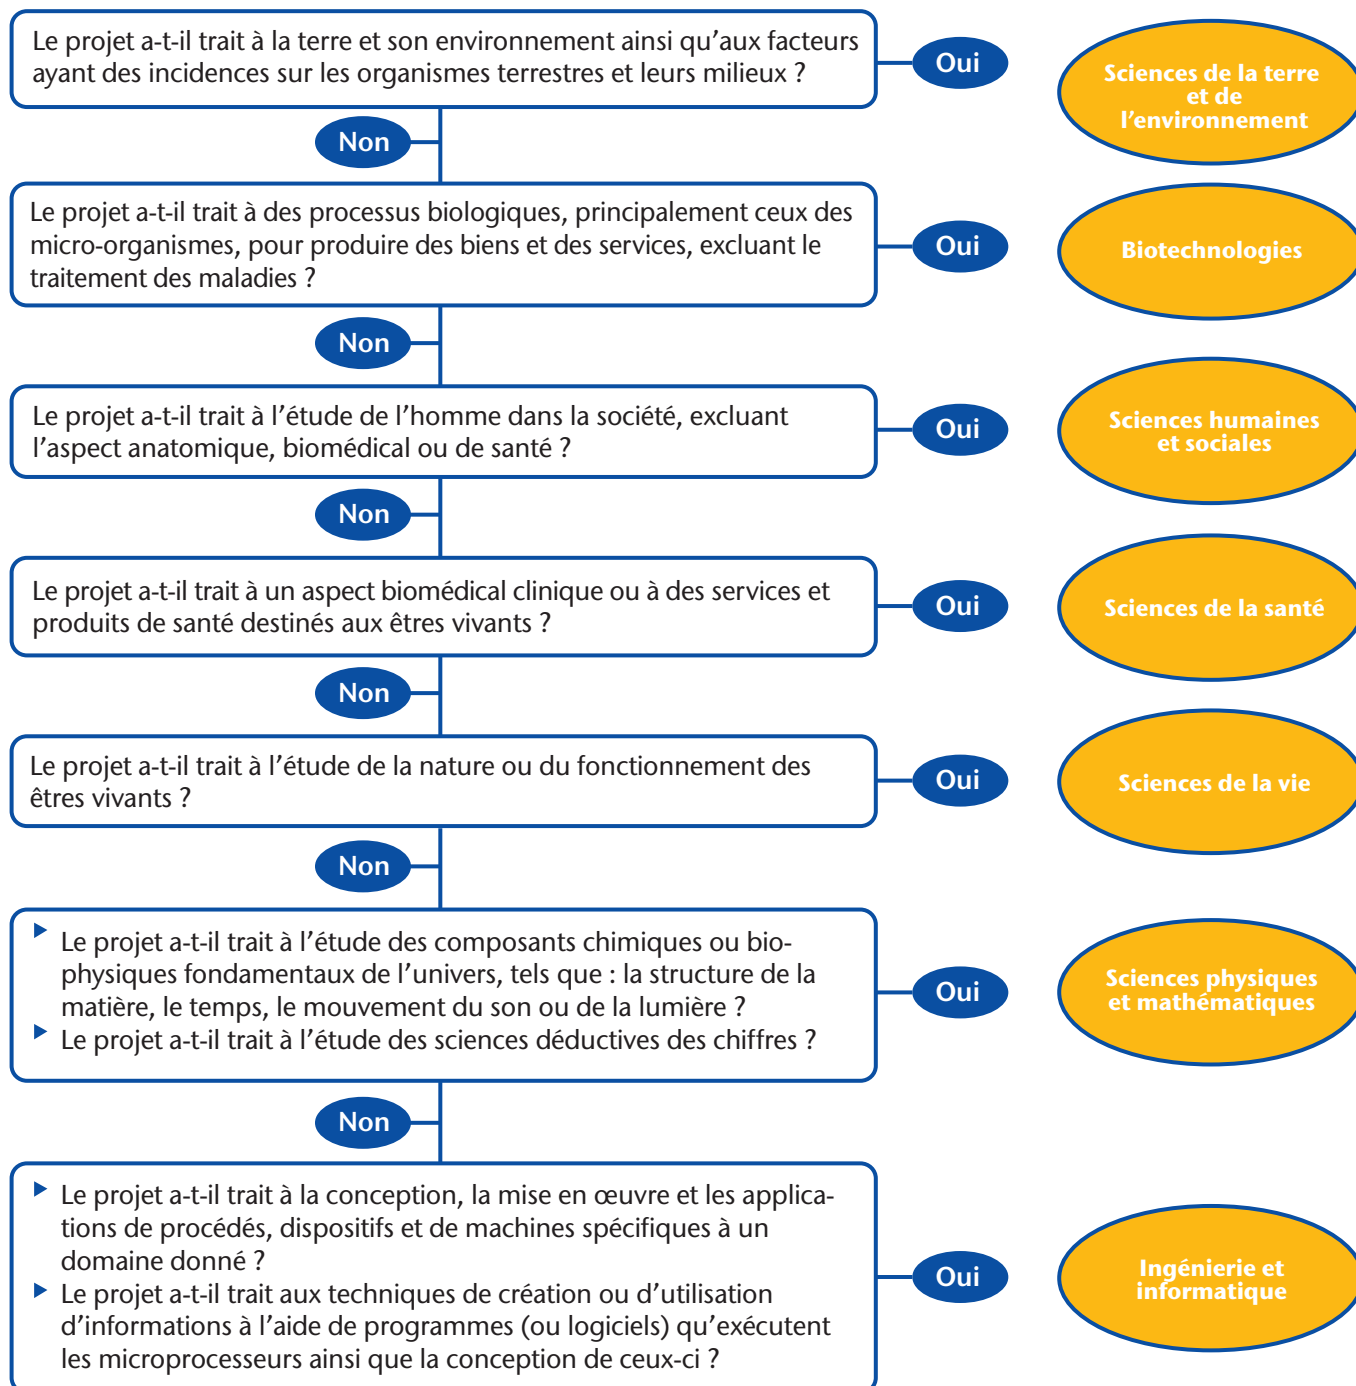 Le projet a-t-il trait à la terre et son environnement ainsi qu’aux facteurs
ayant des incidences sur les organismes terrestres et leurs milieux ?
Oui
Sciences de la terre
et de
l’environnement
Non
Le projet a-t-il trait à des processus biologiques, principalement ceux des
micro-organismes, pour produire des biens et des services, excluant le
traitement des maladies ?
Oui
Biotechnologies
Non
Le projet a-t-il trait à l’étude de l’homme dans la société, excluant
l’aspect anatomique, biomédical ou de santé ?
Oui
Sciences humaines
et sociales
Non
Le projet a-t-il trait à un aspect biomédical clinique ou à des services et
produits de santé destinés aux êtres vivants ?
Oui
Sciences de la santé
Non
Le projet a-t-il trait à l’étude de la nature ou du fonctionnement des
êtres vivants ?
Oui
Sciences de la vie
Non
Le projet a-t-il trait à l’étude des composants chimiques ou bio-
physiques fondamentaux de l’univers, tels que : la structure de la
matière, le temps, le mouvement du son ou de la lumière ?
Le projet a-t-il trait à l’étude des sciences déductives des chiffres ?
Oui
Sciences physiques
et mathématiques
Non
Le projet a-t-il trait à la conception, la mise en œuvre et les applica-
tions de procédés, dispositifs et de machines spécifiques à un
domaine donné ?
Le projet a-t-il trait aux techniques de création ou d’utilisation
d’informations à l’aide de programmes (ou logiciels) qu’exécutent
les microprocesseurs ainsi que la conception de ceux-ci ?
Oui
Ingénierie et
informatique